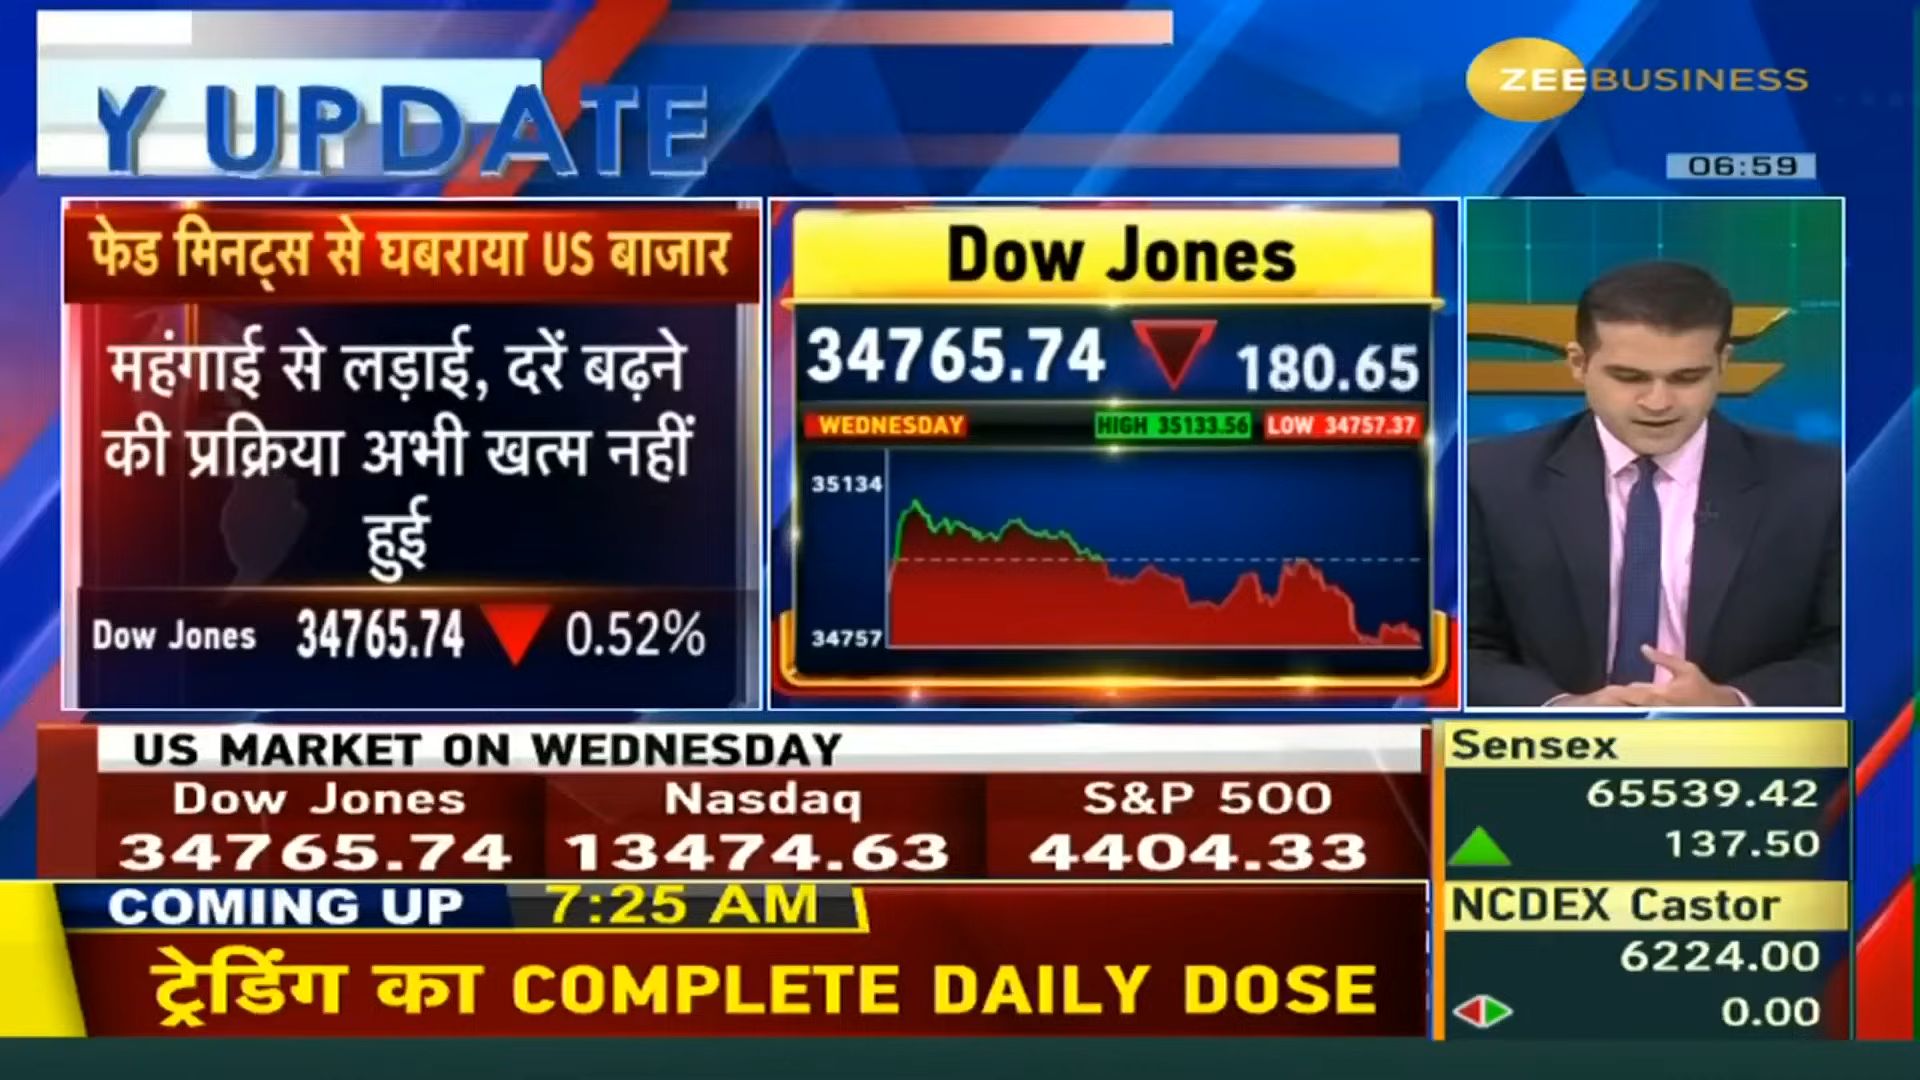 Y UPDATE
ZEEBUSINESS
06:59
फेड मिनट्स से घबराया US बाजार
महंगाई से लड़ाई, दरें बढ़ने
की प्रक्रिया अभी खत्म नहीं
हुई
Dow Jones 34765.74 0.52%
Dow Jones
34765.74 180.65
WEDNESDAY HIGH 35133.56 LOW 34757.37
35134
34757
US MARKET ON WEDNESDAY
Dow Jones Nasdaq S&P 500
34765.74 13474.63 4404.33
COMING UP 7:25 AM
ट्रेडिंग का COMPLETE DAILY DOSE
Sensex
65539.42
137.50
NCDEX Castor
6224.00
0.00